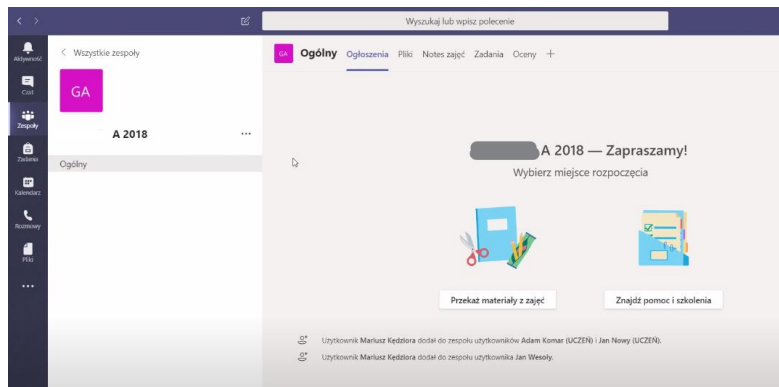 Wyszukaj lub wpisz polecenie
Aktywność
Czat
Zespoły
Zadania
Kalendarz
Rozmowy
Pliki
Wszystkie zespoły
GA
A 2018
Ogólny
GA Ogólny Ogłoszenia Pliki Notes zajęć Zadania Oceny +
A 2018 — Zapraszamy!
Wybierz miejsce rozpoczęcia
Przekaż materiały z zajęć
Znajdź pomoc i szkolenia
Użytkownik Mariusz Kędziora dodał do zespołu użytkowników Adam Komar (UCZEŃ) i Jan Nowy (UCZEŃ).
Użytkownik Mariusz Kędziora dodał do zespołu użytkownika Jan Wesoły.